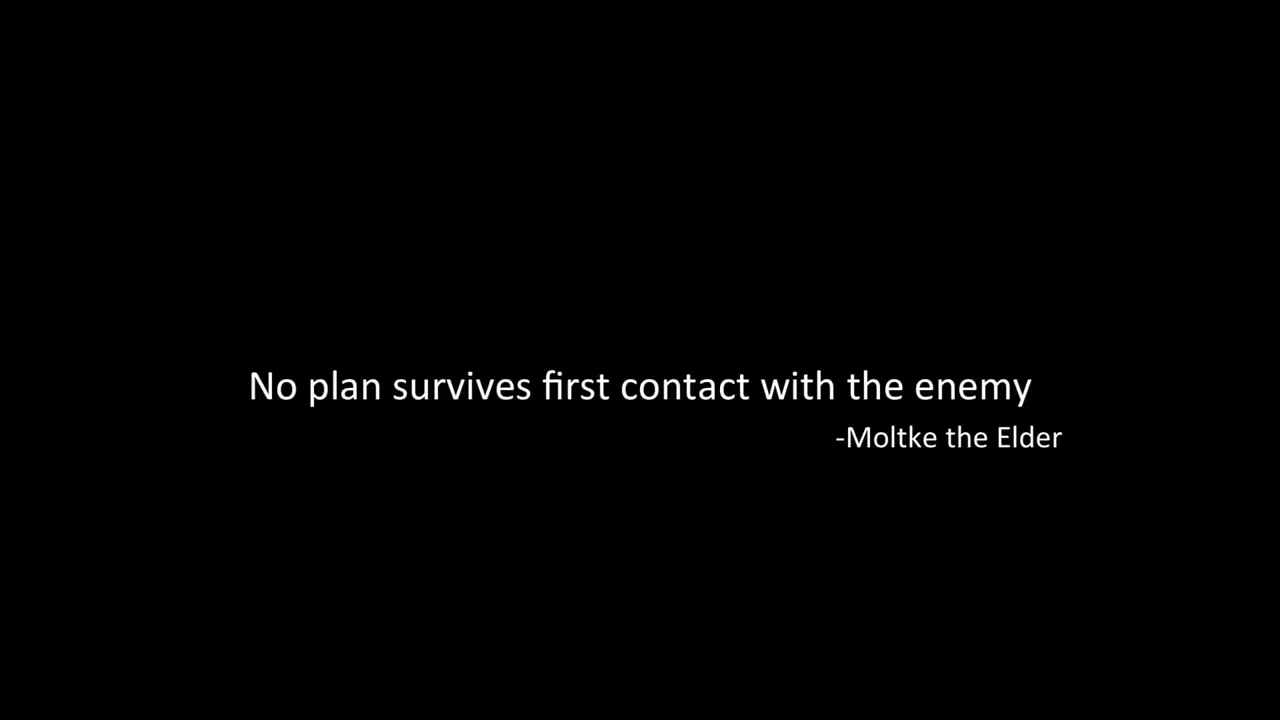 No plan survives first contact with the enemy
-Moltke the Elder